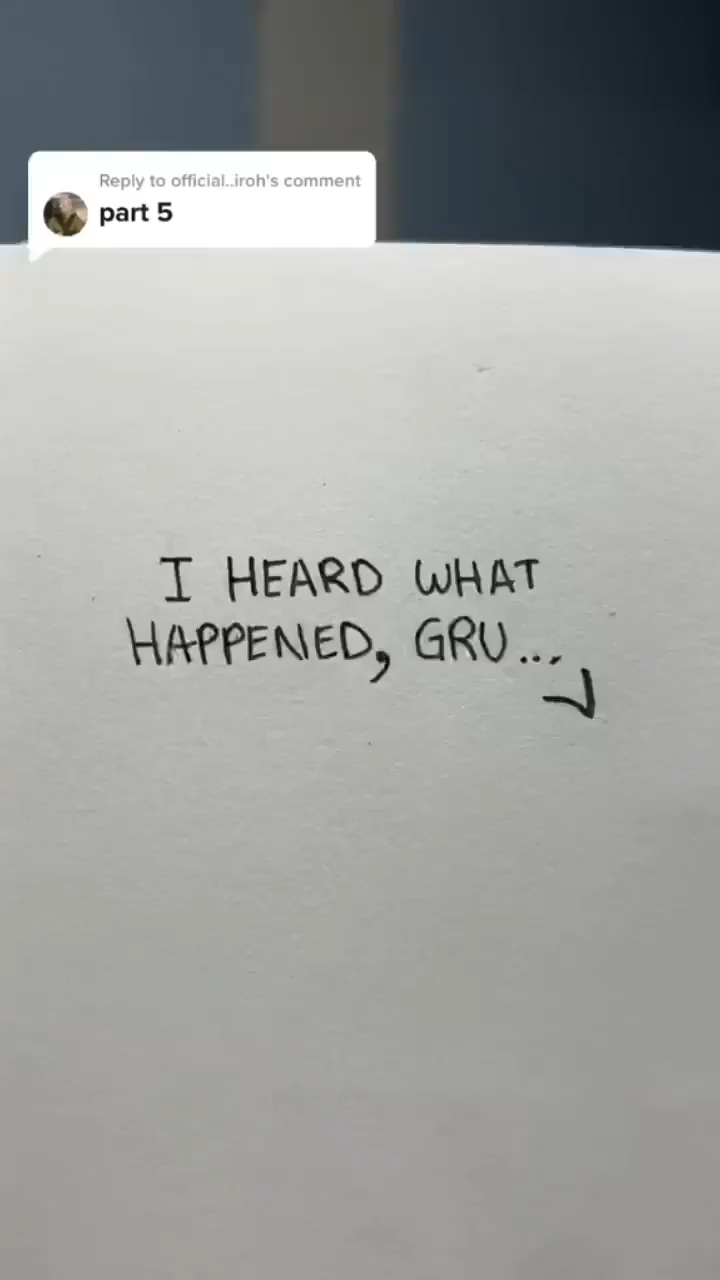 Reply to official..iroh's comment
part 5
I HEARD WHAT
HAPPENED, GRU...